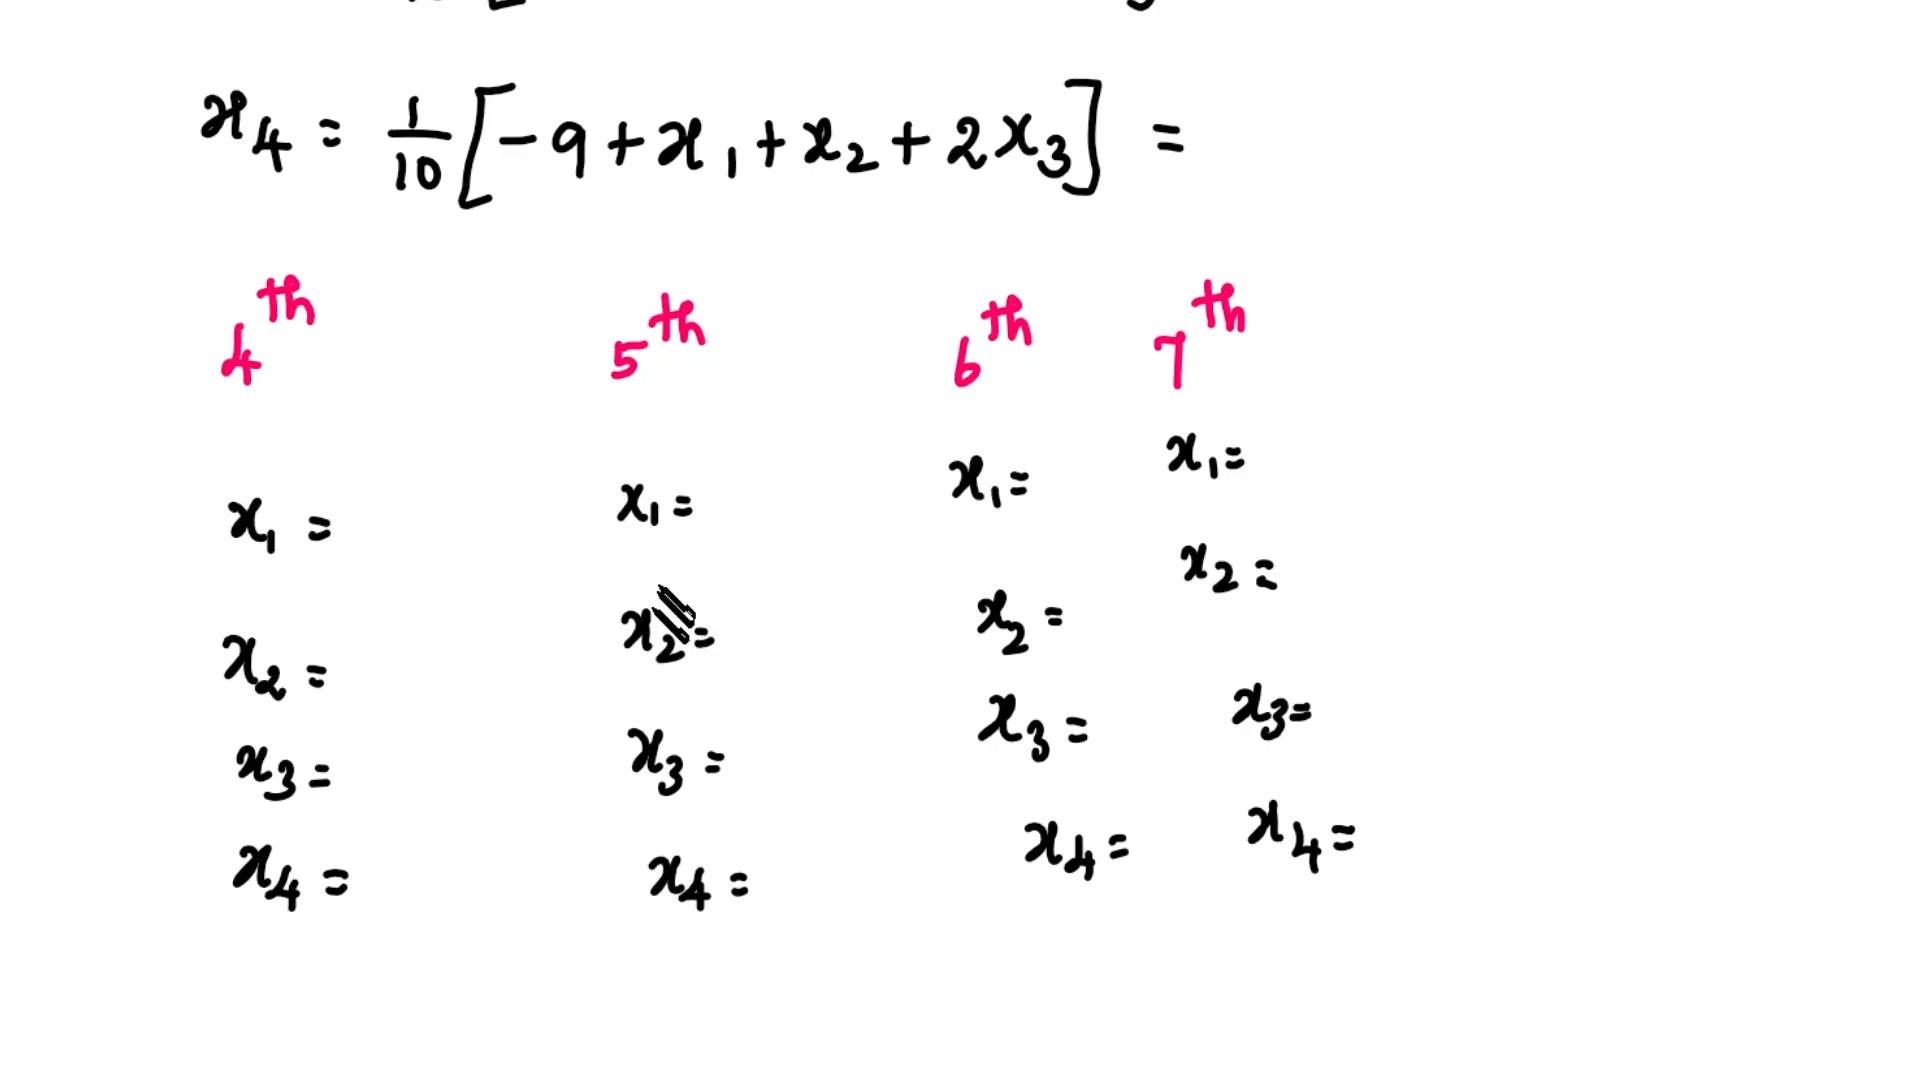 x₄ = 1/10 [-9 + x₁ + x₂ + 2x₃] =
4th 5th 6th 7th
x₁ = x₁ = x₁ = x₁ =
x₂ = x₂ = x₂ = x₂ =
x₃ = x₃ = x₃ = x₃ =
x₄ = x₄ = x₄ = x₄ =